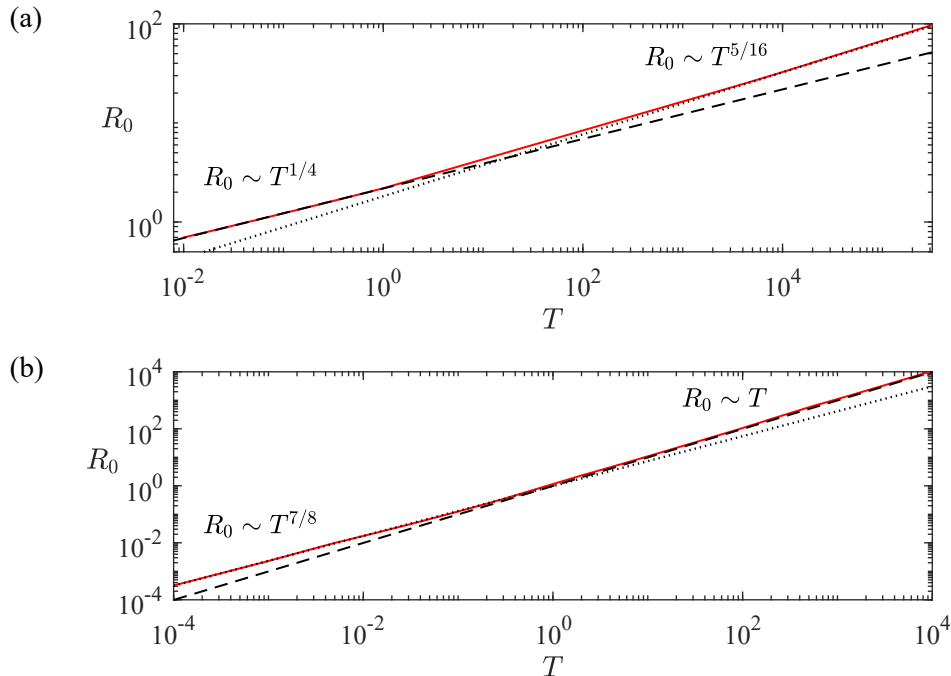 (a)
10^2
R_0 ∼ T^{5/16}
R_0
R_0 ∼ T^{1/4}
10^0
10^{-2} 10^0 10^2 10^4
T
(b)
10^4
R_0 ∼ T
10^2
R_0
10^0
R_0 ∼ T^{7/8}
10^{-2}
10^{-4}
10^{-4} 10^{-2} 10^0 10^2 10^4
T